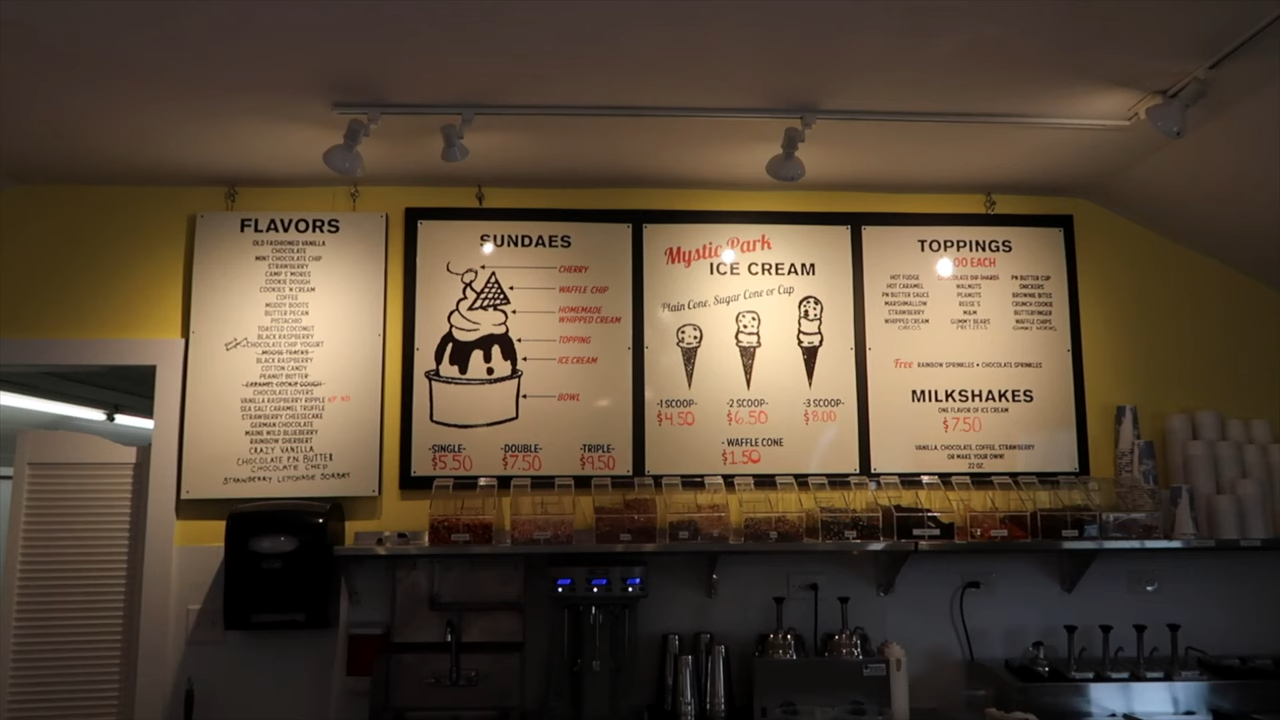 FLAVORS
OLD FASHIONED VANILLA
CHOCOLATE
MINT CHOCOLATE CHIP
STRAWBERRY
CAMP S'MORES
COOKIE DOUGH
COOKIES 'N CREAM
COFFEE
MUDDY BOOTS
BUTTER PECAN
PISTACHIO
TOASTED COCONUT
BLACK RASPBERRY
CHOCOLATE CHIP YOGURT
MOOSE TRACKS
BLACK RASPBERRY
COTTON CANDY
PEANUT BUTTER
CARAMEL COOKIE DOUGH
CHOCOLATE LOVERS
VANILLA RASPBERRY RIPPLE
SEA SALT CARAMEL TRUFFLE
STRAWBERRY CHEESECAKE
GERMAN CHOCOLATE
MAINE WILD BLUEBERRY
RAINBOW SHERBERT
CRAZY VANILLA
CHOCOLATE P.N. BUTTER
CHOCOLATE CHIP
STRAWBERRY LEMONADE SORBET
SUNDAES
CHERRY
WAFFLE CHIP
HOMEMADE
WHIPPED CREAM
TOPPING
ICE CREAM
BOWL
-SINGLE- -DOUBLE- -TRIPLE-
$5.50 $7.50 $9.50
Mystic Park
ICE CREAM
Plain Cone, Sugar Cone or Cup
-1 SCOOP- -2 SCOOP- -3 SCOOP-
$4.50 $6.50 $8.00
- WAFFLE CONE
$1.50
TOPPINGS
.00 EACH
HOT FUDGE CHOCOLATE DIP (HARD) PN BUTTER CUP
HOT CARAMEL WALNUTS SNICKERS
PN BUTTER SAUCE PEANUTS BROWNIE BITES
MARSHMALLOW REESE'S CRUNCH COOKIE
STRAWBERRY M&M BUTTERFINGER
WHIPPED CREAM GUMMY BEARS WAFFLE CHIPS
OREOS PRETZELS GUMMY WORMS
Free RAINBOW SPRINKLES • CHOCOLATE SPRINKLES
MILKSHAKES
ONE FLAVOR OF ICE CREAM
$7.50
VANILLA, CHOCOLATE, COFFEE, STRAWBERRY
OR MAKE YOUR OWN!
22 OZ.